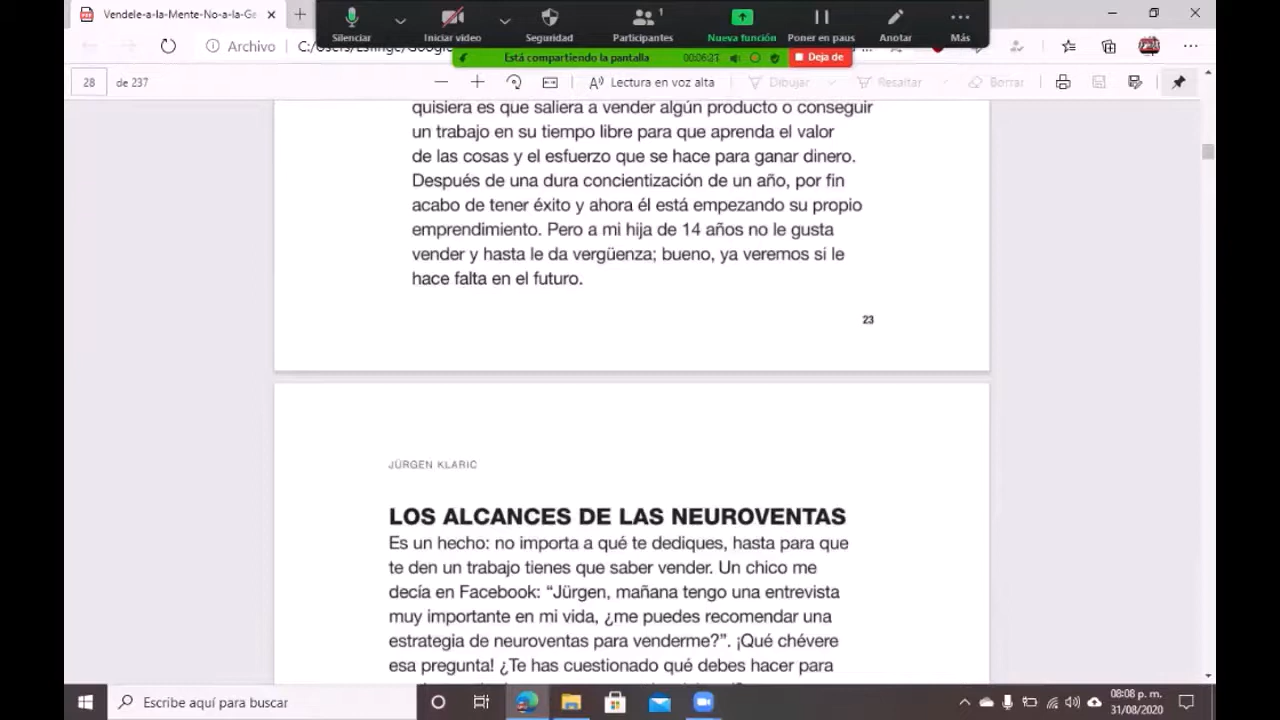 Vendele-a-la-Mente-No-a-la-Ge
Silenciar
Iniciar video
Seguridad
Participantes
1
Nueva función
Poner en paus
Anotar
Más
Archivo
Está compartiendo la pantalla
Deja de
28
de 237
Lectura en voz alta
Dibujar
Resaltar
Borrar
quisiera es que saliera a vender algún producto o conseguir
un trabajo en su tiempo libre para que aprenda el valor
de las cosas y el esfuerzo que se hace para ganar dinero.
Después de una dura concientización de un año, por fin
acabo de tener éxito y ahora él está empezando su propio
emprendimiento. Pero a mi hija de 14 años no le gusta
vender y hasta le da vergüenza; bueno, ya veremos si le
hace falta en el futuro.
23
JÜRGEN KLARIĆ
LOS ALCANCES DE LAS NEUROVENTAS
Es un hecho: no importa a qué te dediques, hasta para que
te den un trabajo tienes que saber vender. Un chico me
decía en Facebook: “Jürgen, mañana tengo una entrevista
muy importante en mi vida, ¿me puedes recomendar una
estrategia de neuroventas para venderme?”. ¡Qué chévere
esa pregunta! ¿Te has cuestionado qué debes hacer para
Escribe aquí para buscar
08:08 p. m.
31/08/2020